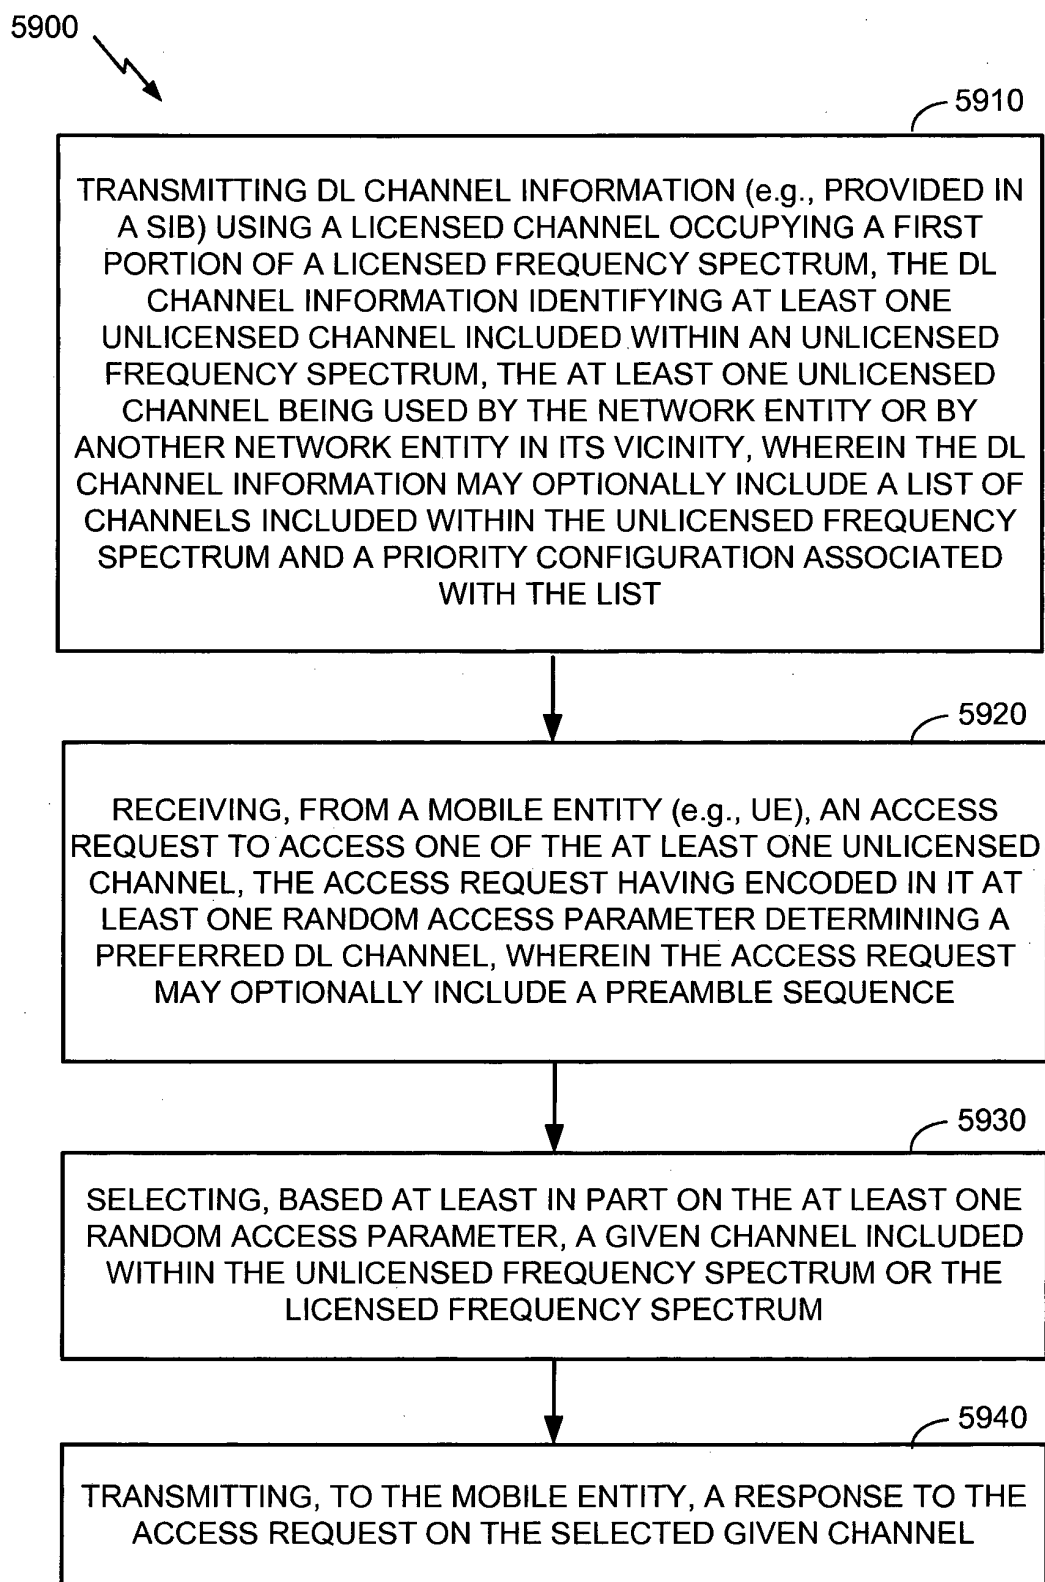 5900
5910
TRANSMITTING DL CHANNEL INFORMATION (e.g., PROVIDED IN
A SIB) USING A LICENSED CHANNEL OCCUPYING A FIRST
PORTION OF A LICENSED FREQUENCY SPECTRUM, THE DL
CHANNEL INFORMATION IDENTIFYING AT LEAST ONE
UNLICENSED CHANNEL INCLUDED WITHIN AN UNLICENSED
FREQUENCY SPECTRUM, THE AT LEAST ONE UNLICENSED
CHANNEL BEING USED BY THE NETWORK ENTITY OR BY
ANOTHER NETWORK ENTITY IN ITS VICINITY, WHEREIN THE DL
CHANNEL INFORMATION MAY OPTIONALLY INCLUDE A LIST OF
CHANNELS INCLUDED WITHIN THE UNLICENSED FREQUENCY
SPECTRUM AND A PRIORITY CONFIGURATION ASSOCIATED
WITH THE LIST
5920
RECEIVING, FROM A MOBILE ENTITY (e.g., UE), AN ACCESS
REQUEST TO ACCESS ONE OF THE AT LEAST ONE UNLICENSED
CHANNEL, THE ACCESS REQUEST HAVING ENCODED IN IT AT
LEAST ONE RANDOM ACCESS PARAMETER DETERMINING A
PREFERRED DL CHANNEL, WHEREIN THE ACCESS REQUEST
MAY OPTIONALLY INCLUDE A PREAMBLE SEQUENCE
5930
SELECTING, BASED AT LEAST IN PART ON THE AT LEAST ONE
RANDOM ACCESS PARAMETER, A GIVEN CHANNEL INCLUDED
WITHIN THE UNLICENSED FREQUENCY SPECTRUM OR THE
LICENSED FREQUENCY SPECTRUM
5940
TRANSMITTING, TO THE MOBILE ENTITY, A RESPONSE TO THE
ACCESS REQUEST ON THE SELECTED GIVEN CHANNEL